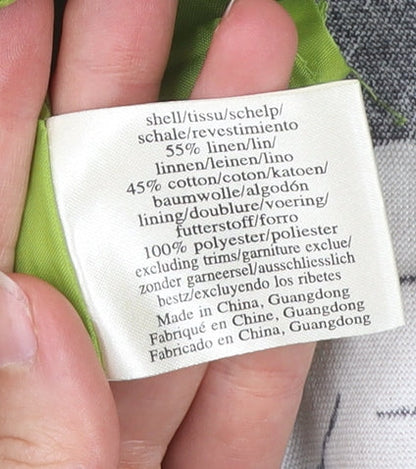 shell/tissu/schelp/
schale/revestimiento
55% linen/lin/
linnen/leinen/lino
45% cotton/coton/katoen/
baumwolle/algodón
lining/doublure/voering/
futterstoff/forro
100% polyester/poliester
excluding trims/garniture exclue/
zonder garneersel/ausschliesslich
bestz/excluyendo los ribetes
Made in China, Guangdong
Fabriqué en Chine, Guangdong
Fabricado en China, Guangdong